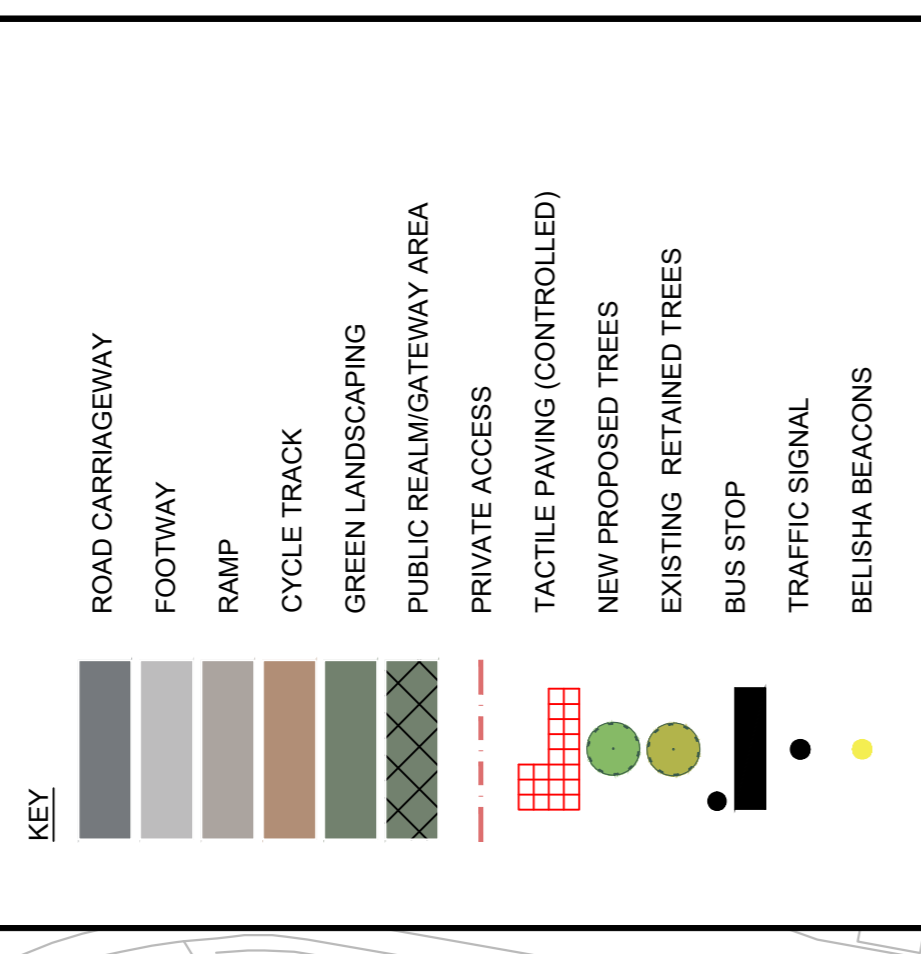 KEY
ROAD CARRIAGEWAY
FOOTWAY
RAMP
CYCLE TRACK
GREEN LANDSCAPING
PUBLIC REALM/GATEWAY AREA
PRIVATE ACCESS
TACTILE PAVING (CONTROLLED)
NEW PROPOSED TREES
EXISTING RETAINED TREES
BUS STOP
TRAFFIC SIGNAL
BELISHA BEACONS